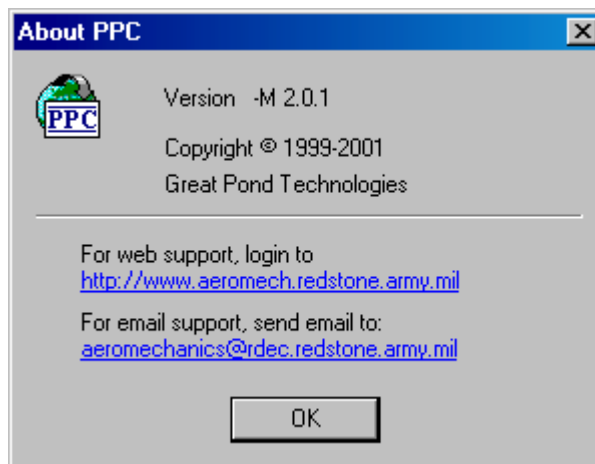 About PPC
PPC
Version -M 2.0.1
Copyright © 1999-2001
Great Pond Technologies
For web support, login to
http://www.aeromech.redstone.army.mil
For email support, send email to:
aeromechanics@rdec.redstone.army.mil
OK